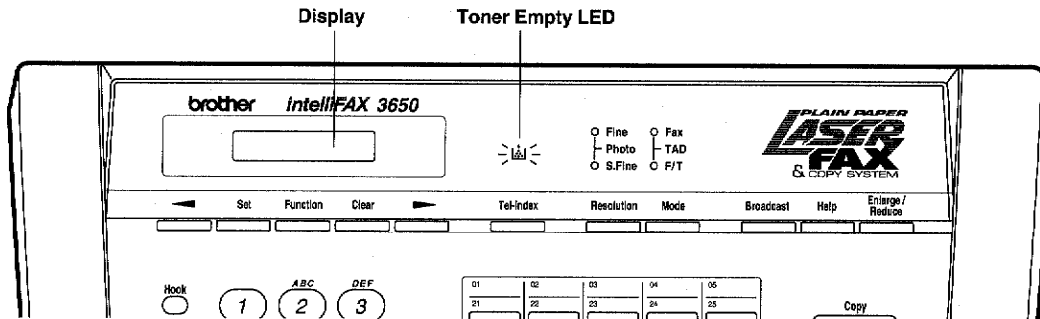 Display Toner Empty LED
brother intelliFAX 3650
Fine Fax
Photo TAD
S.Fine F/T
PLAIN PAPER
LASER
FAX
& COPY SYSTEM
Set Function Clear Tel-index Resolution Mode Broadcast Help Enlarge / Reduce
Hook
ABC DEF
1 2 3
01 02 03 04 05
21 22 23 24 25
Copy